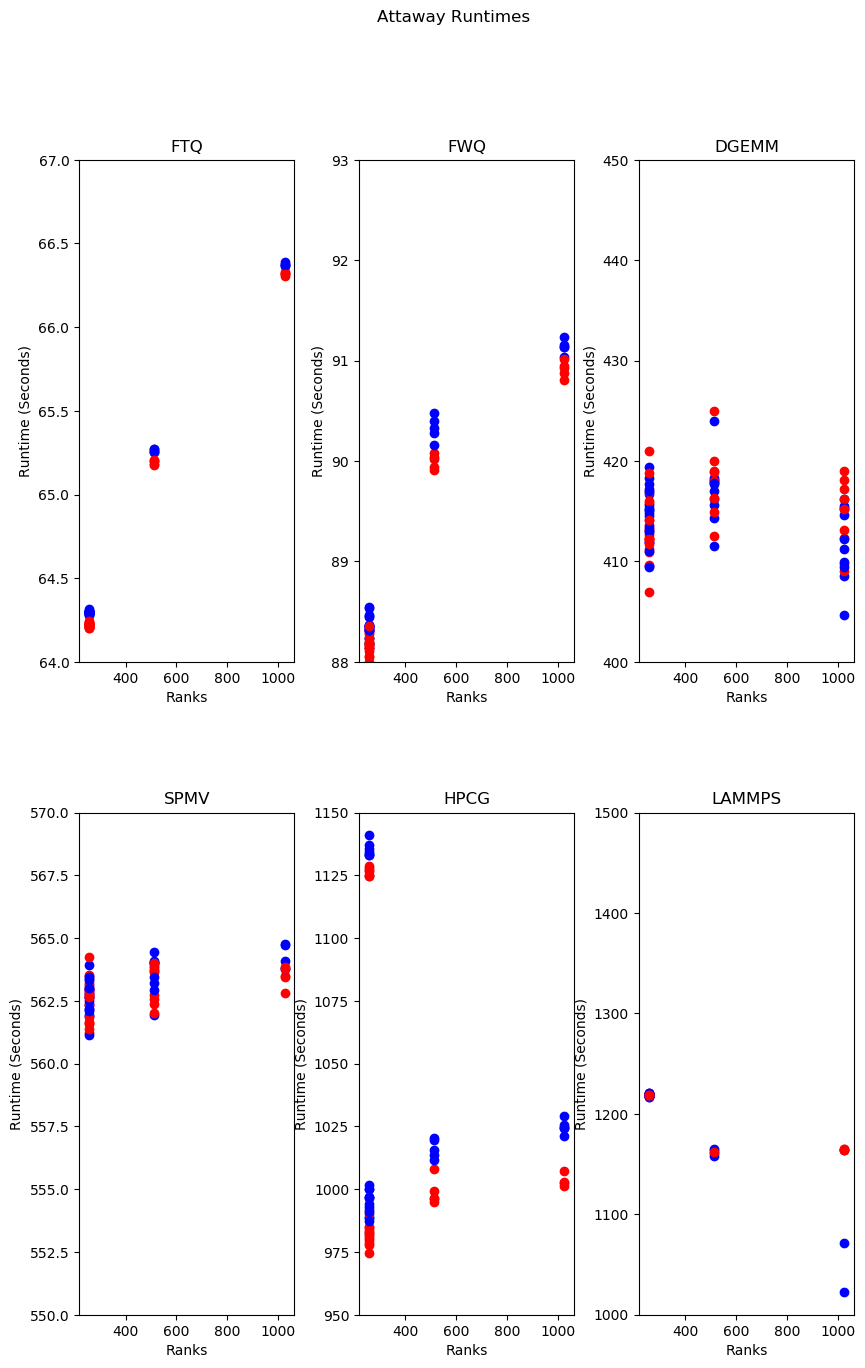 Attaway Runtimes
FTQ
67.0
66.5
66.0
65.5
65.0
64.5
64.0
Runtime (Seconds)
400 600 800 1000
Ranks
FWQ
93
92
91
90
89
88
Runtime (Seconds)
400 600 800 1000
Ranks
DGEMM
450
440
430
420
410
400
Runtime (Seconds)
400 600 800 1000
Ranks
SPMV
570.0
567.5
565.0
562.5
560.0
557.5
555.0
552.5
550.0
Runtime (Seconds)
400 600 800 1000
Ranks
HPCG
1150
1125
1100
1075
1050
1025
1000
975
950
Runtime (Seconds)
400 600 800 1000
Ranks
LAMMPS
1500
1400
1300
1200
1100
1000
Runtime (Seconds)
400 600 800 1000
Ranks